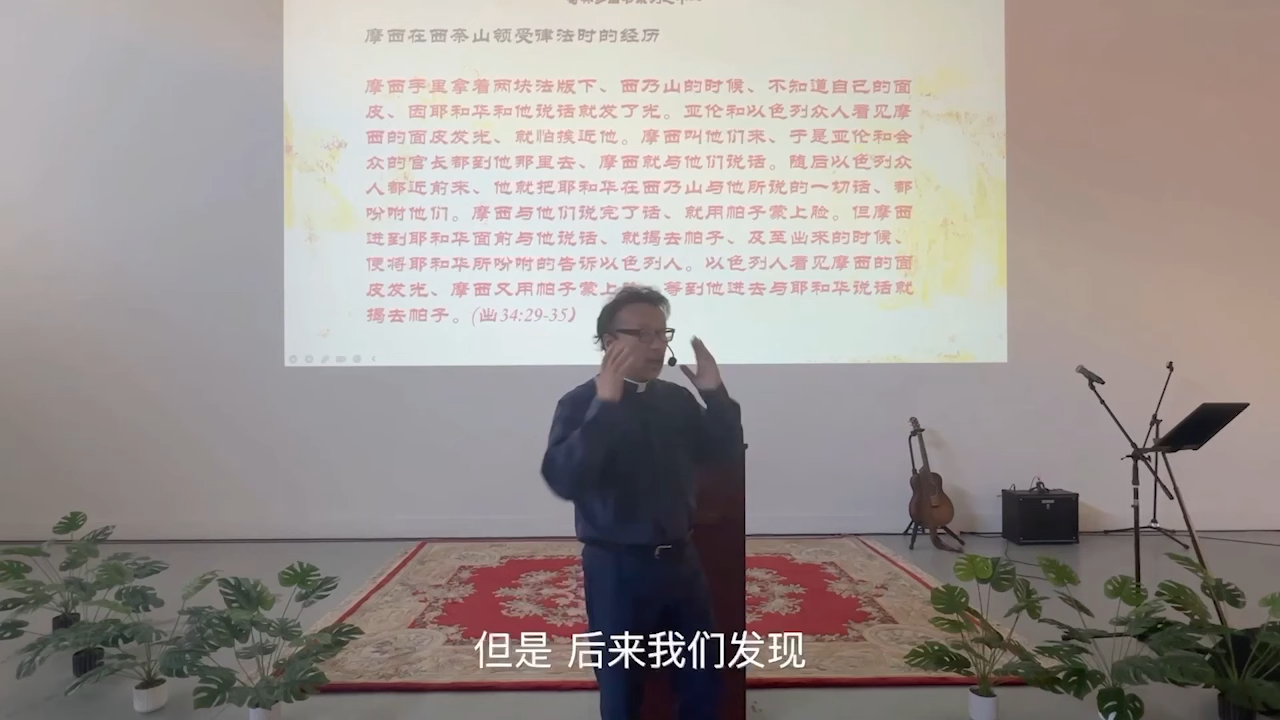 摩西在西奈山领受律法时的经历
摩西手里拿着两块法版下、西乃山的时候、不知道自己的面
皮、因耶和华和他说话就发了光。亚伦和以色列众人看见摩
西的面皮发光、就怕挨近他。摩西叫他们来、于是亚伦和会
众的官长都到他那里去、摩西就与他们说话。随后以色列众
人都近前来、他就把耶和华在西乃山与他所说的一切话、都
吩咐他们。摩西与他们说完了话、就用帕子蒙上脸。但摩西
进到耶和华面前与他说话、就揭去帕子、及至出来的时候、
便将耶和华所吩咐的告诉以色列人。以色列人看见摩西的面
皮发光、摩西又用帕子蒙上 等到他进去与耶和华说话就
揭去帕子。(出34:29-35)
但是 后来我们发现